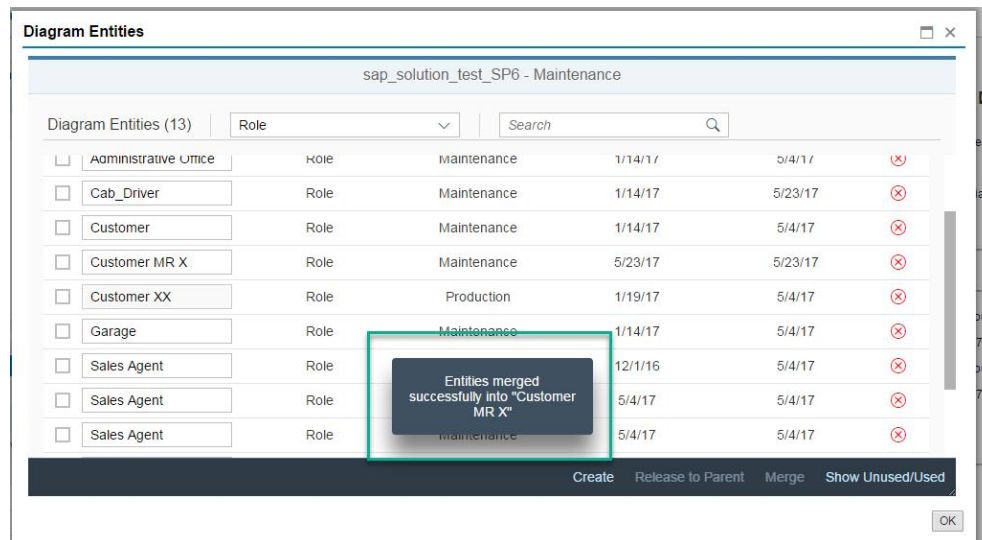 Diagram Entities
sap_solution_test_SP6 - Maintenance
Diagram Entities (13) Role Search
Administrative Office Role Maintenance 1/14/17 5/4/17
Cab_Driver Role Maintenance 1/14/17 5/23/17
Customer Role Maintenance 1/14/17 5/4/17
Customer MR X Role Maintenance 5/23/17 5/23/17
Customer XX Role Production 1/19/17 5/4/17
Garage Role Maintenance 1/14/17 5/4/17
Sales Agent Role 12/1/16 5/4/17
Sales Agent Role 5/4/17 5/4/17
Sales Agent Role Maintenance 5/4/17 5/4/17
Entities merged
successfully into "Customer
MR X"
Create Release to Parent Merge Show Unused/Used
OK